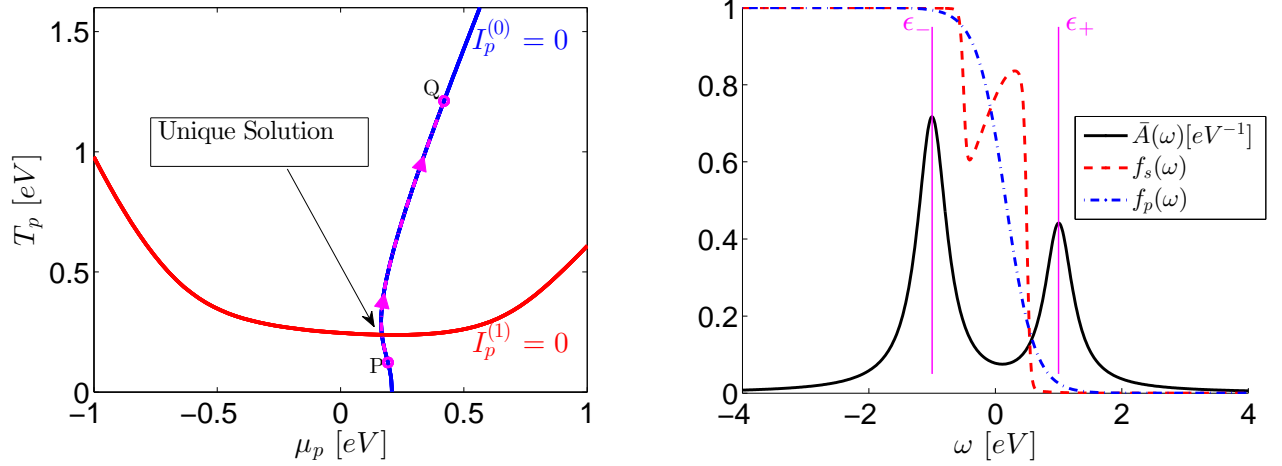 1.5
1
0.5
0
T_p [eV]
I_p^{(0)} = 0
Q
Unique Solution
P
I_p^{(1)} = 0
-1
-0.5
0
0.5
1
μ_p [eV]
1
0.8
0.6
0.4
0.2
0
ϵ_-
ϵ_+
Ā(ω)[eV^{-1}]
f_s(ω)
f_p(ω)
-4
-2
0
2
4
ω [eV]